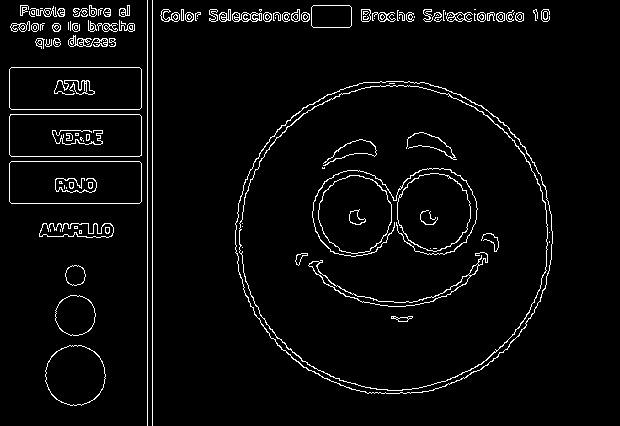 Parate sobre el
color o la brocha
que desees
Color Seleccionado
Brocha Seleccionada 10
AZUL
VERDE
ROJO
AMARILLO